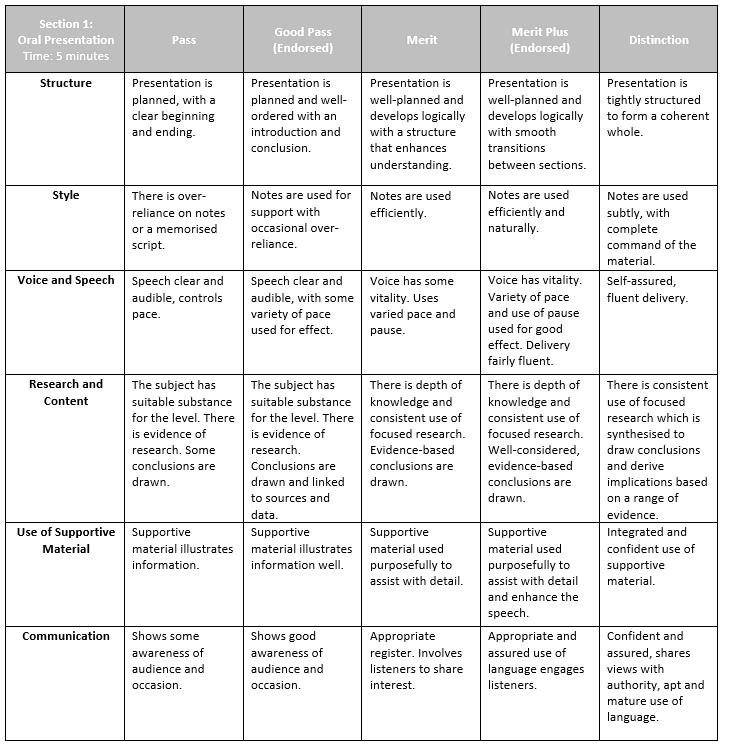 Section 1:
Oral Presentation
Time: 5 minutes
Pass
Good Pass
(Endorsed)
Merit
Merit Plus
(Endorsed)
Distinction
Structure
Presentation is
planned, with a
clear beginning
and ending.
Presentation is
planned and well-
ordered with an
introduction and
conclusion.
Presentation is
well-planned and
develops logically
with a structure
that enhances
understanding.
Presentation is
well-planned and
develops logically
with smooth
transitions
between sections.
Presentation is
tightly structured
to form a coherent
whole.
Style
There is over-
reliance on notes
or a memorised
script.
Notes are used for
support with
occasional over-
reliance.
Notes are used
efficiently.
Notes are used
efficiently and
naturally.
Notes are used
subtly, with
complete
command of the
material.
Voice and Speech
Speech clear and
audible, controls
pace.
Speech clear and
audible, with some
variety of pace
used for effect.
Voice has some
vitality. Uses
varied pace and
pause.
Voice has vitality.
Variety of pace
and use of pause
used for good
effect. Delivery
fairly fluent.
Self-assured,
fluent delivery.
Research and
Content
The subject has
suitable substance
for the level. There
is evidence of
research. Some
conclusions are
drawn.
The subject has
suitable substance
for the level. There
is evidence of
research.
Conclusions are
drawn and linked
to sources and
data.
There is depth of
knowledge and
consistent use of
focused research.
Evidence-based
conclusions are
drawn.
There is depth of
knowledge and
consistent use of
focused research.
Well-considered,
evidence-based
conclusions are
drawn.
There is consistent
use of focused
research which is
synthesised to
draw conclusions
and derive
implications based
on a range of
evidence.
Use of Supportive
Material
Supportive
material illustrates
information.
Supportive
material illustrates
information well.
Supportive
material used
purposefully to
assist with detail.
Supportive
material used
purposefully to
assist with detail
and enhance the
speech.
Integrated and
confident use of
supportive
material.
Communication
Shows some
awareness of
audience and
occasion.
Shows good
awareness of
audience and
occasion.
Appropriate
register. Involves
listeners to share
interest.
Appropriate and
assured use of
language engages
listeners.
Confident and
assured, shares
views with
authority, apt and
mature use of
language.